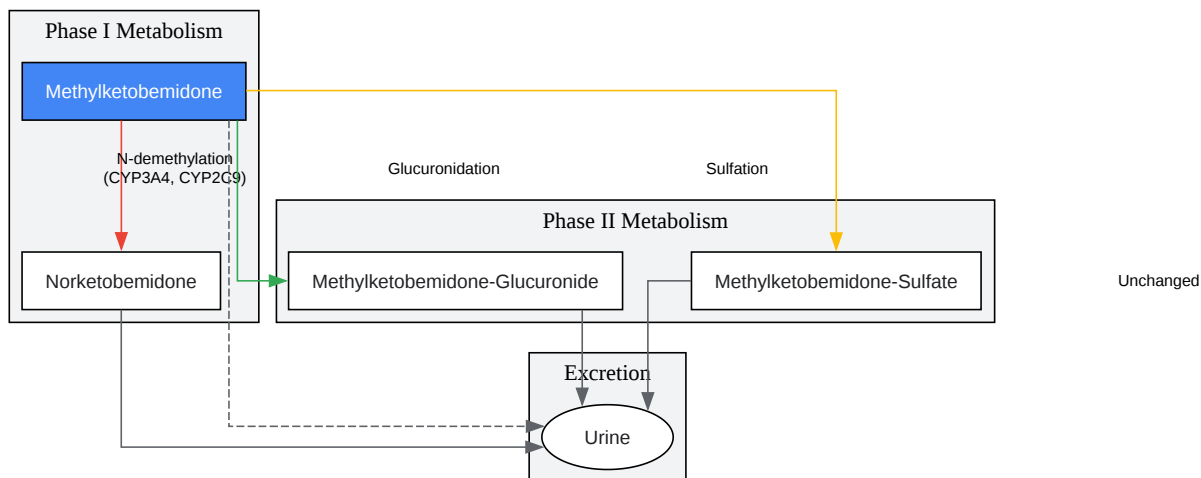 Phase I Metabolism
Methylketobemidone
N-demethylation
(CYP3A4, CYP2C9)
Glucuronidation
Sulfation
Phase II Metabolism
Norketobemidone
Methylketobemidone-Glucuronide
Methylketobemidone-Sulfate
Unchanged
Excretion
Urine